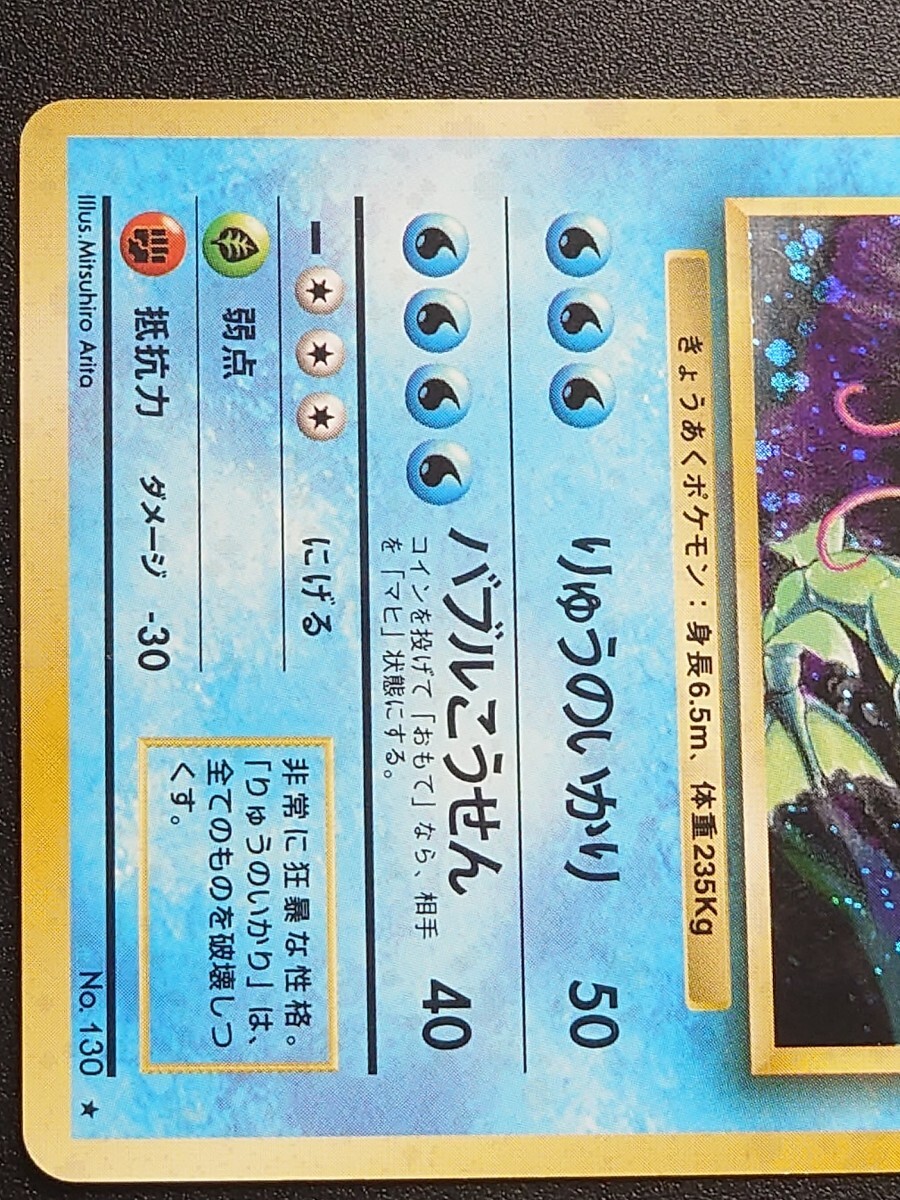 きょうあくポケモン：身長6.5m、体重235Kg
りゅうのいかり 50
バブルこうせん 40
コインを投げて「おもて」なら、相手
を「マヒ」状態にする。
にげる
弱点
抵抗力 ダメージ -30
非常に狂暴な性格。
「りゅうのいかり」は、
全てのものを破壊しつ
くす。
Illus.Mitsuhiro Arita
No. 130 ★